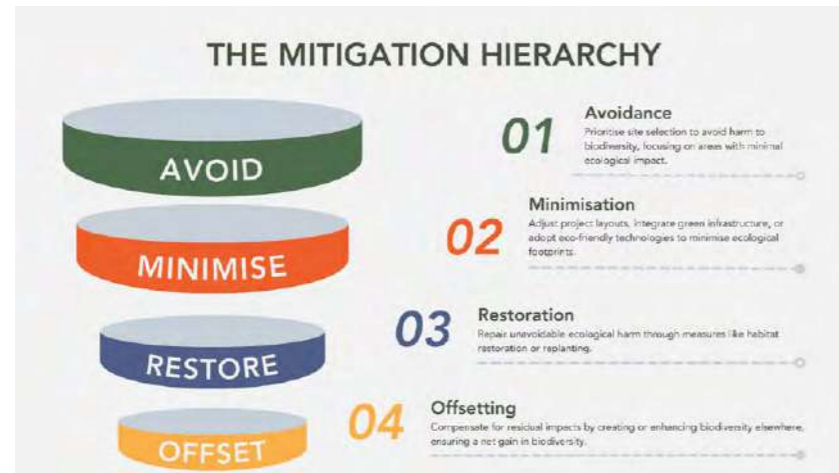 THE MITIGATION HIERARCHY
AVOID
01
Avoidance
Prioritise site selection to avoid harm to
biodiversity, focusing on areas with minimal
ecological impact.
MINIMISE
02
Minimisation
Adjust project layouts, integrate green infrastructure, or
adopt eco-friendly technologies to minimise ecological
footprints.
RESTORE
03
Restoration
Repair unavoidable ecological harm through measures like habitat
restoration or replanting.
OFFSET
04
Offsetting
Compensate for residual impacts by creating or enhancing biodiversity elsewhere,
ensuring a net gain in biodiversity.